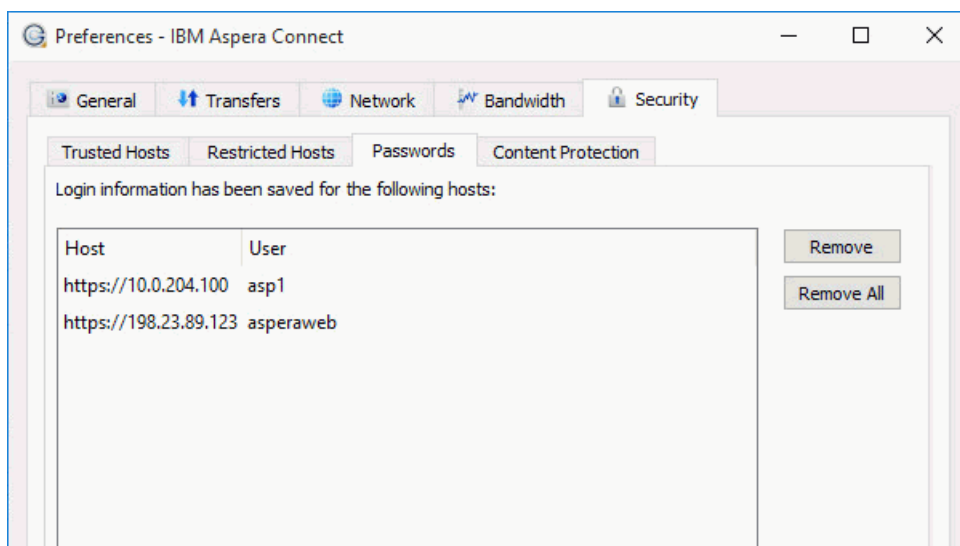 Preferences - IBM Aspera Connect
General Transfers Network Bandwidth Security
Trusted Hosts Restricted Hosts Passwords Content Protection
Login information has been saved for the following hosts:
Host User
Remove
https://10.0.204.100 asp1
Remove All
https://198.23.89.123 asperaweb